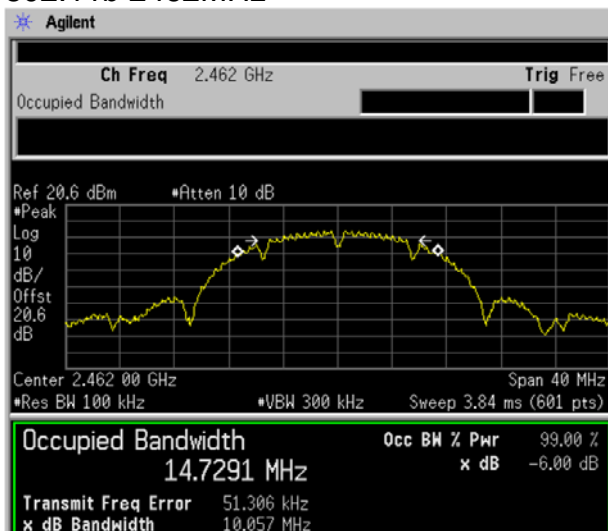 Agilent
Ch Freq 2.462 GHz Trig Free
Occupied Bandwidth
Ref 20.6 dBm #Atten 10 dB
#Peak
Log
10
dB/
Offst
20.6
dB
Center 2.462 00 GHz Span 40 MHz
#Res BW 100 kHz #VBW 300 kHz Sweep 3.84 ms (601 pts)
Occupied Bandwidth Occ BW % Pwr 99.00 %
14.7291 MHz x dB -6.00 dB
Transmit Freq Error 51.306 kHz
x dB Bandwidth 10.057 MHz